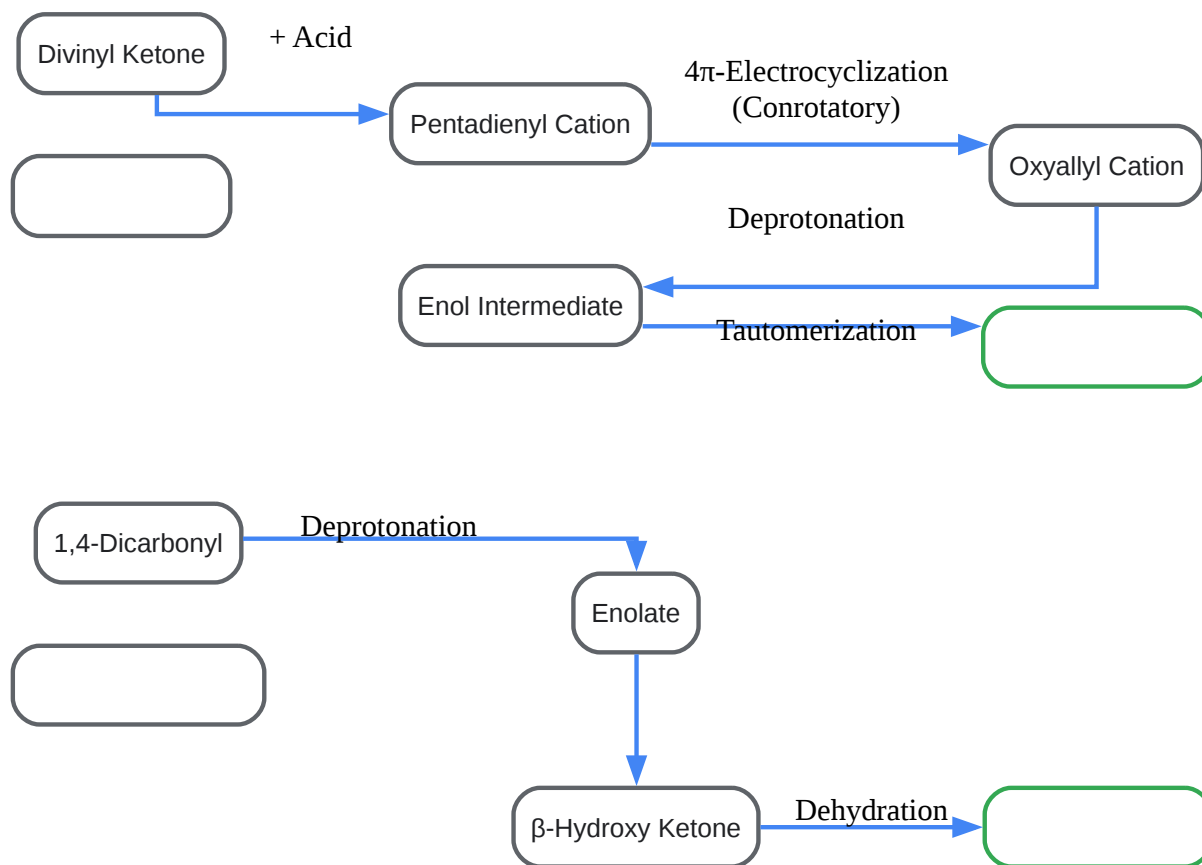 Divinyl Ketone
+ Acid
Pentadienyl Cation
4π-Electrocyclization
(Conrotatory)
Oxyallyl Cation
Deprotonation
Enol Intermediate
Tautomerization
1,4-Dicarbonyl
Deprotonation
Enolate
β-Hydroxy Ketone
Dehydration